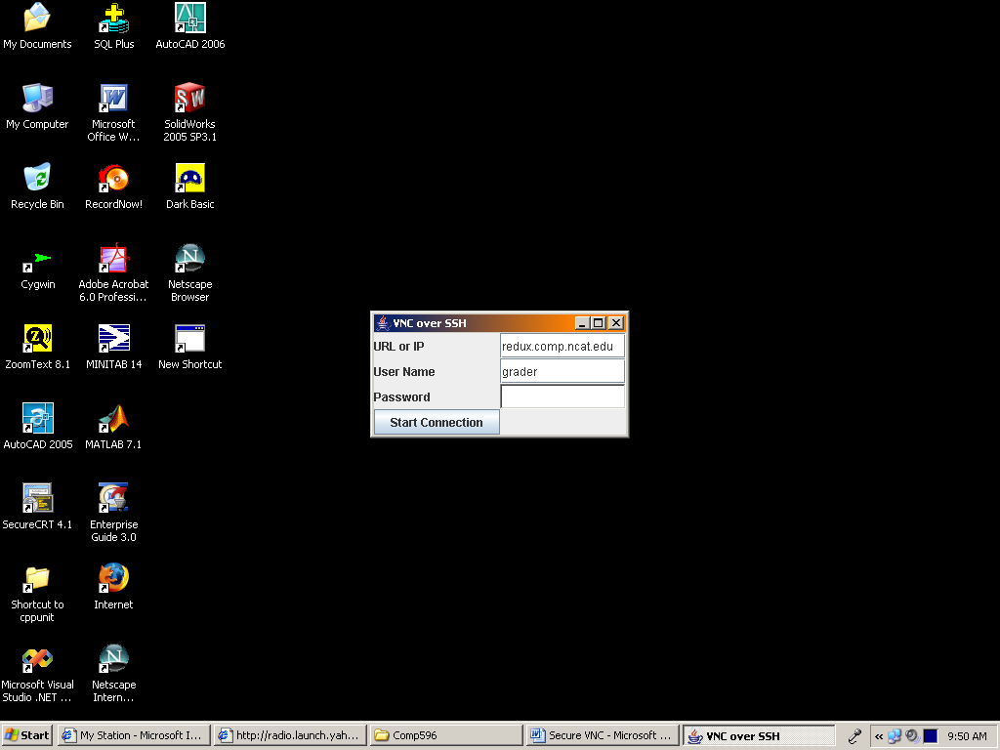 My Documents
SQL Plus
AutoCAD 2006
My Computer
Microsoft
Office W...
SolidWorks
2005 SP3.1
Recycle Bin
RecordNow!
Dark Basic
Cygwin
Adobe Acrobat
6.0 Professi...
Netscape
Browser
ZoomText 8.1
MINITAB 14
New Shortcut
AutoCAD 2005
MATLAB 7.1
SecureCRT 4.1
Enterprise
Guide 3.0
Shortcut to
cppunit
Internet
Microsoft Visual
Studio .NET ...
Netscape
Intern...
VNC over SSH
URL or IP
redux.comp.ncat.edu
User Name
grader
Password
Start Connection
Start
My Station - Microsoft I...
http://radio.launch.yah...
Comp596
Secure VNC - Microsoft ...
VNC over SSH
9:50 AM